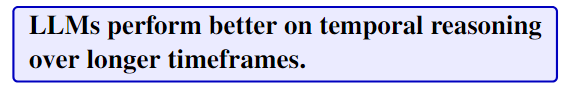 LLMs perform better on temporal reasoning
over longer timeframes.